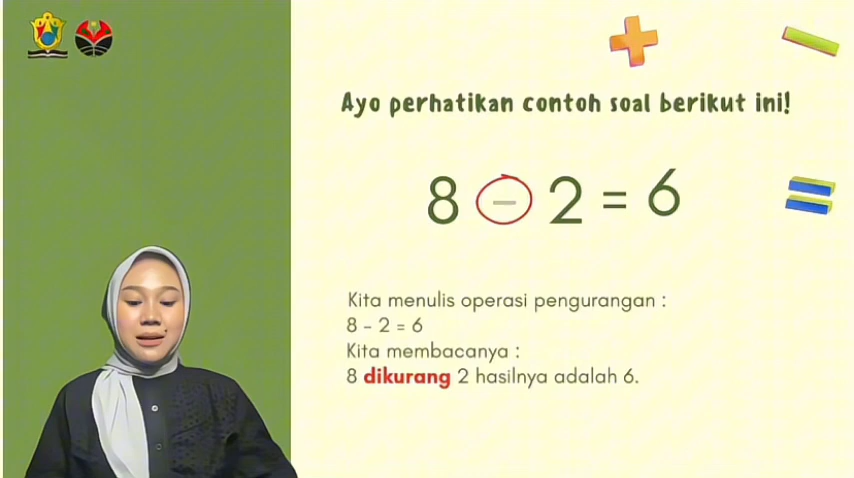 Ayo perhatikan contoh soal berikut ini!
8 - 2 = 6
Kita menulis operasi pengurangan :
8 - 2 = 6
Kita membacanya :
8 dikurang 2 hasilnya adalah 6.